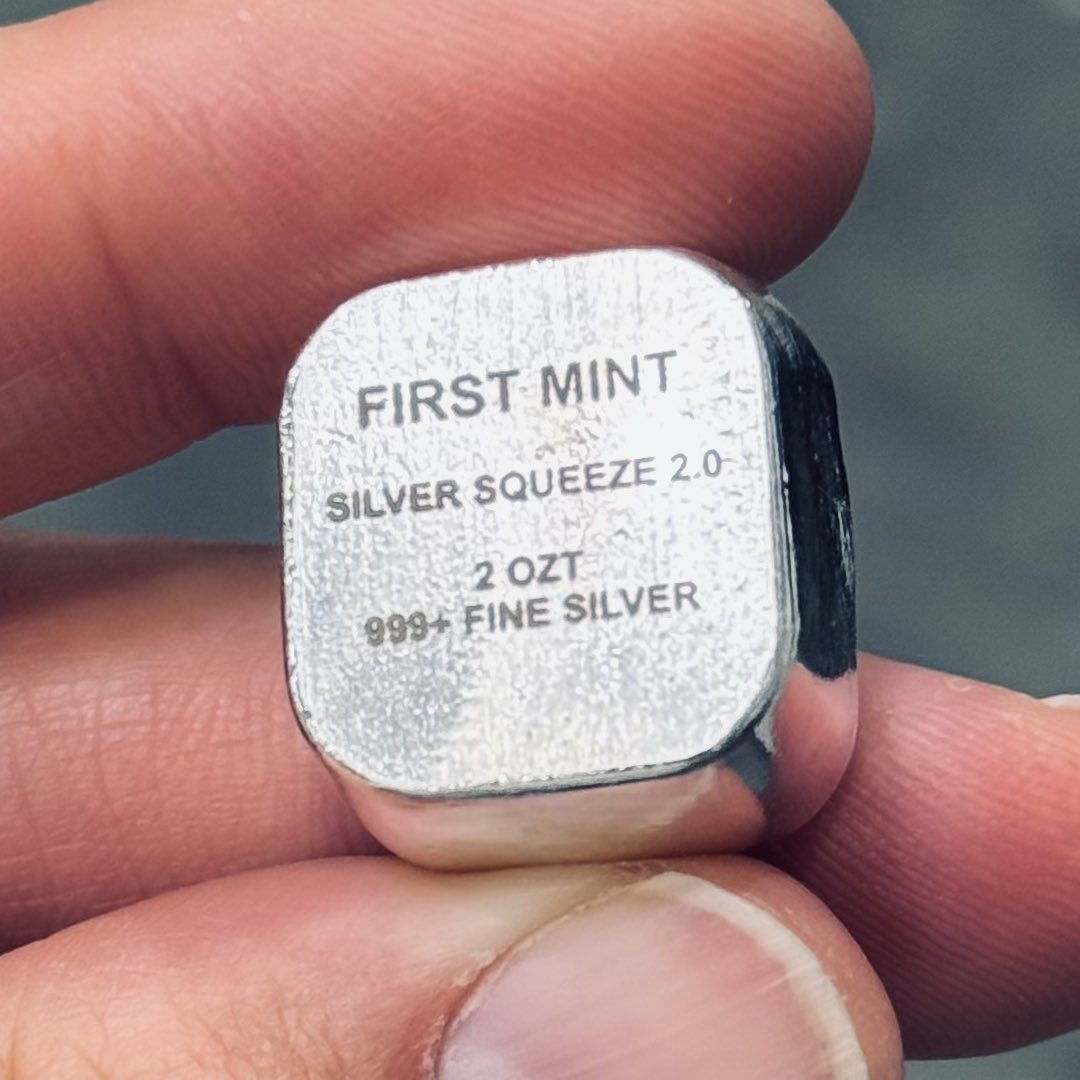 FIRST MINT
SILVER SQUEEZE 2.0
2 OZT
999+ FINE SILVER